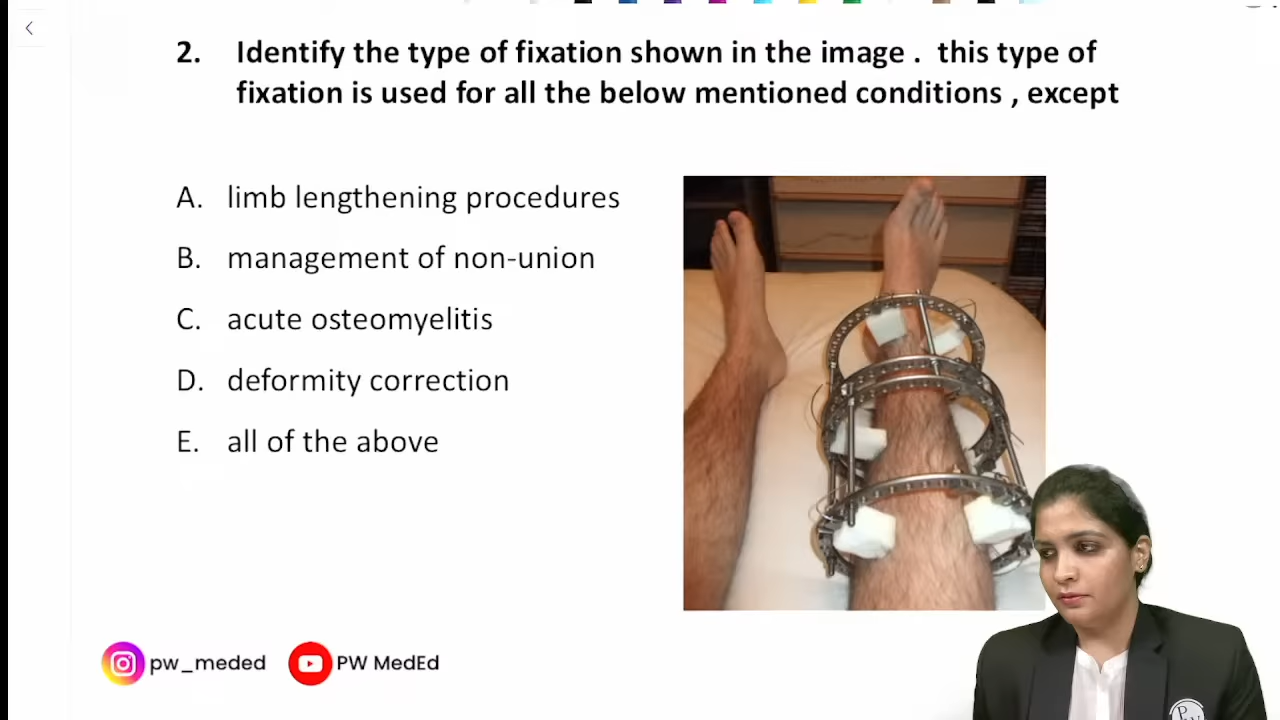 2. Identify the type of fixation shown in the image . this type of
fixation is used for all the below mentioned conditions , except
A. limb lengthening procedures
B. management of non-union
C. acute osteomyelitis
D. deformity correction
E. all of the above
pw_meded PW MedEd